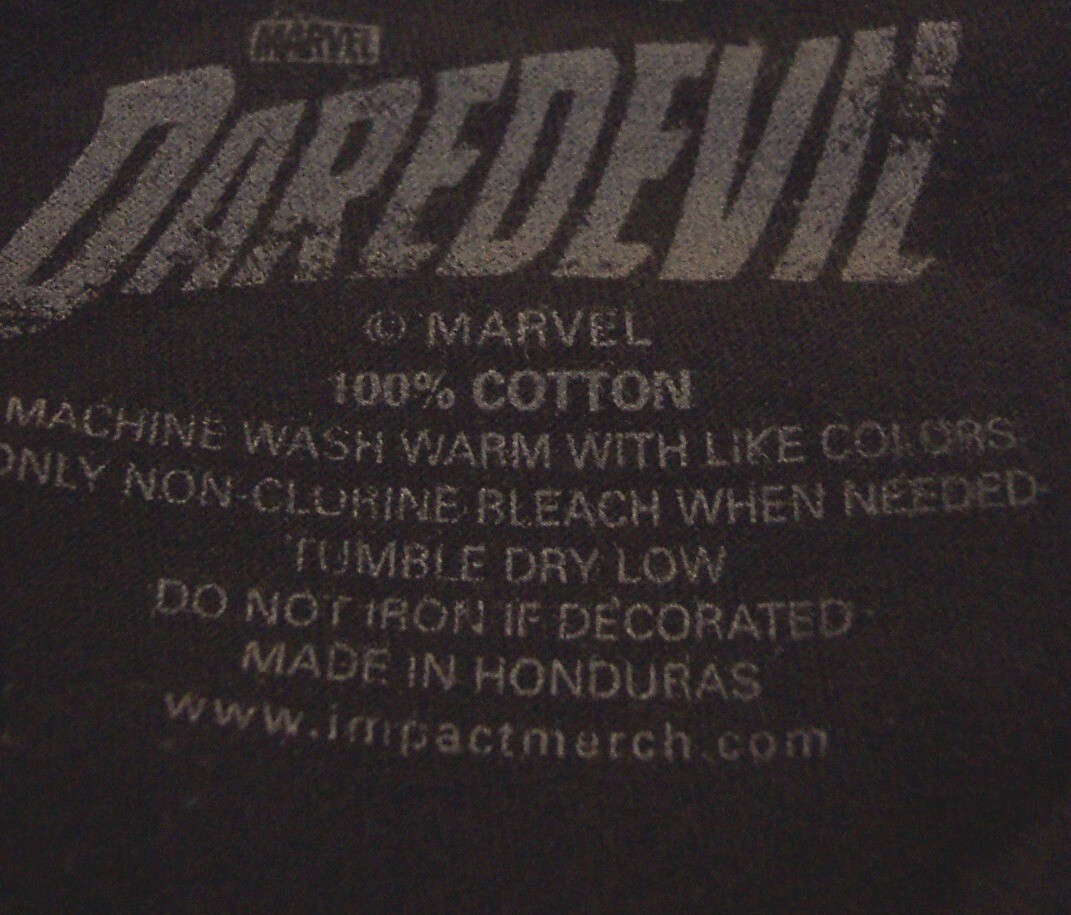 MARVEL
DAREDEVIL
© MARVEL
100% COTTON
MACHINE WASH WARM WITH LIKE COLORS
ONLY NON-CLORINE BLEACH WHEN NEEDED
TUMBLE DRY LOW
DO NOT IRON IF DECORATED
MADE IN HONDURAS
www.impactmerch.com